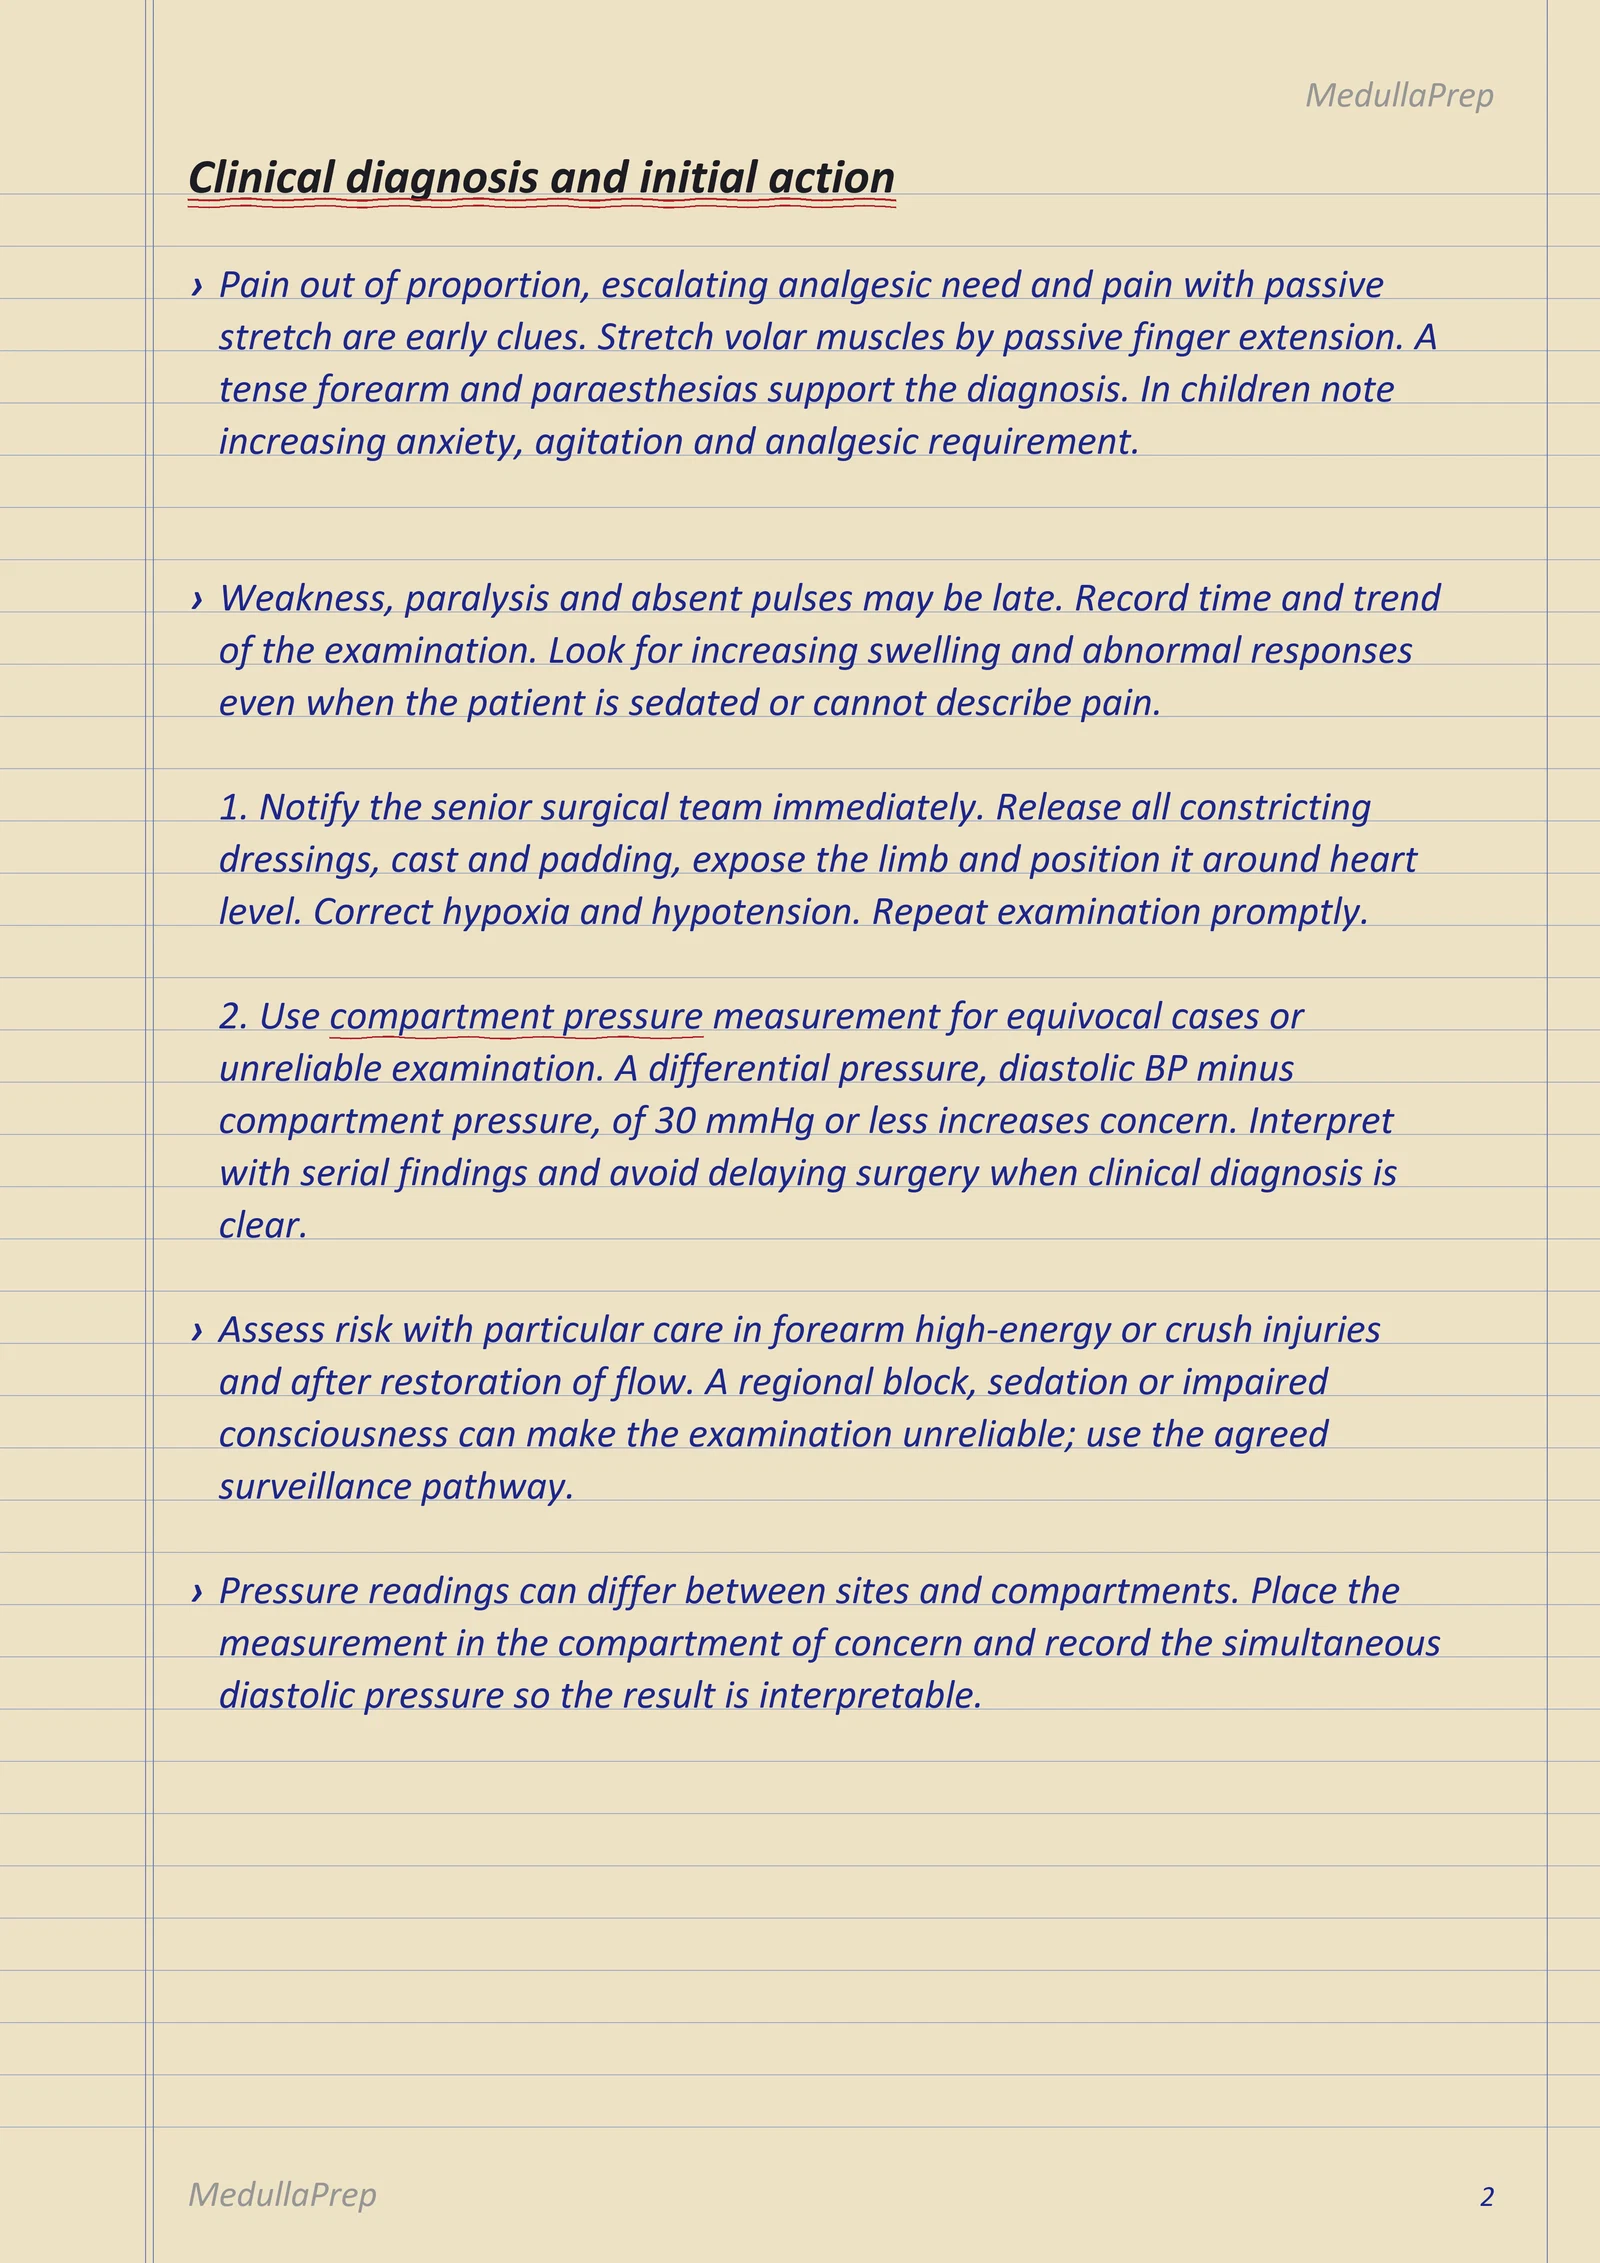 MedullaPrep
Clinical diagnosis and initial action
› Pain out of proportion, escalating analgesic need and pain with passive
stretch are early clues. Stretch volar muscles by passive finger extension. A
tense forearm and paraesthesias support the diagnosis. In children note
increasing anxiety, agitation and analgesic requirement.
› Weakness, paralysis and absent pulses may be late. Record time and trend
of the examination. Look for increasing swelling and abnormal responses
even when the patient is sedated or cannot describe pain.
1. Notify the senior surgical team immediately. Release all constricting
dressings, cast and padding, expose the limb and position it around heart
level. Correct hypoxia and hypotension. Repeat examination promptly.
2. Use compartment pressure measurement for equivocal cases or
unreliable examination. A differential pressure, diastolic BP minus
compartment pressure, of 30 mmHg or less increases concern. Interpret
with serial findings and avoid delaying surgery when clinical diagnosis is
clear.
› Assess risk with particular care in forearm high-energy or crush injuries
and after restoration of flow. A regional block, sedation or impaired
consciousness can make the examination unreliable; use the agreed
surveillance pathway.
› Pressure readings can differ between sites and compartments. Place the
measurement in the compartment of concern and record the simultaneous
diastolic pressure so the result is interpretable.
MedullaPrep
2